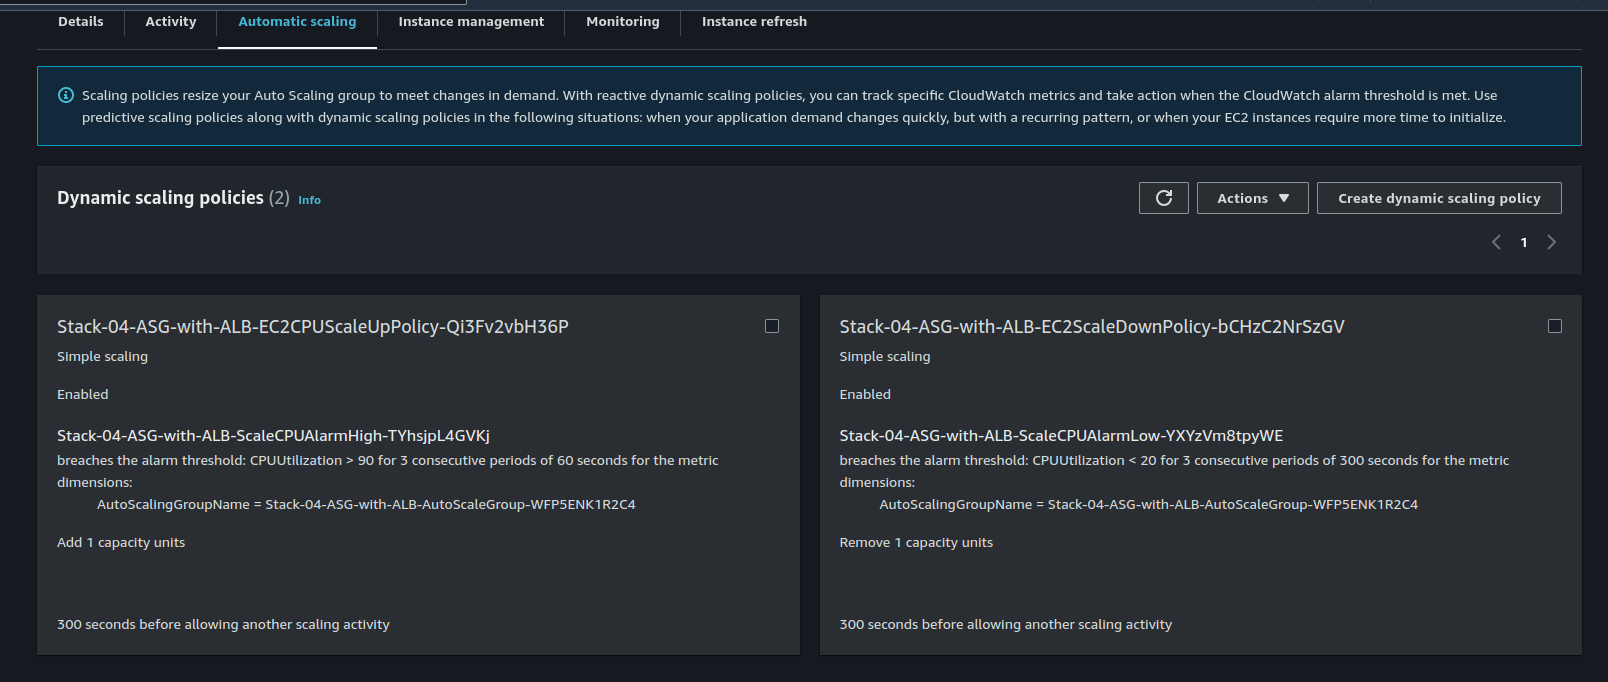 Details
Activity
Automatic scaling
Instance management
Monitoring
Instance refresh
Scaling policies resize your Auto Scaling group to meet changes in demand. With reactive dynamic scaling policies, you can track specific CloudWatch metrics and take action when the CloudWatch alarm threshold is met. Use
predictive scaling policies along with dynamic scaling policies in the following situations: when your application demand changes quickly, but with a recurring pattern, or when your EC2 instances require more time to initialize.
Dynamic scaling policies (2) Info
Actions
Create dynamic scaling policy
1
Stack-04-ASG-with-ALB-EC2CPUScaleUpPolicy-Qi3Fv2vbH36P
Simple scaling
Enabled
Stack-04-ASG-with-ALB-ScaleCPUAlarmHigh-TYhsjpL4GVKj
breaches the alarm threshold: CPUUtilization > 90 for 3 consecutive periods of 60 seconds for the metric
dimensions:
AutoScalingGroupName = Stack-04-ASG-with-ALB-AutoScaleGroup-WFP5ENK1R2C4
Add 1 capacity units
300 seconds before allowing another scaling activity
Stack-04-ASG-with-ALB-EC2ScaleDownPolicy-bCHzC2NrSzGV
Simple scaling
Enabled
Stack-04-ASG-with-ALB-ScaleCPUAlarmLow-YXYzVm8tpyWE
breaches the alarm threshold: CPUUtilization < 20 for 3 consecutive periods of 300 seconds for the metric
dimensions:
AutoScalingGroupName = Stack-04-ASG-with-ALB-AutoScaleGroup-WFP5ENK1R2C4
Remove 1 capacity units
300 seconds before allowing another scaling activity